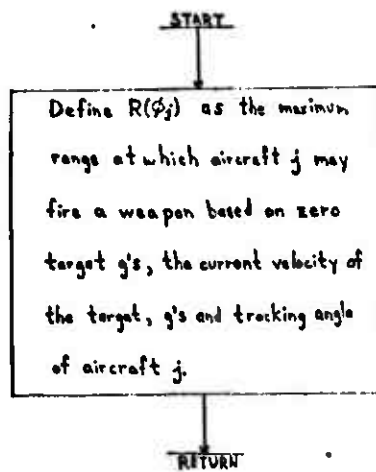 START
Define R(φj) as the maximum
range at which aircraft j may
fire a weapon based on zero
target g's, the current velocity of
the target, g's and tracking angle
of aircraft j.
RETURN